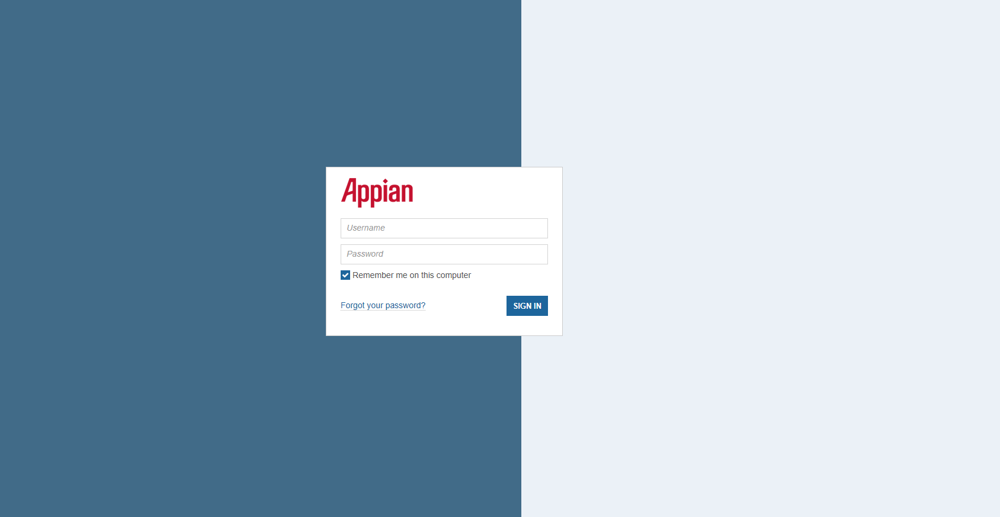 Appian
Username
Password
Remember me on this computer
Forgot your password?
SIGN IN